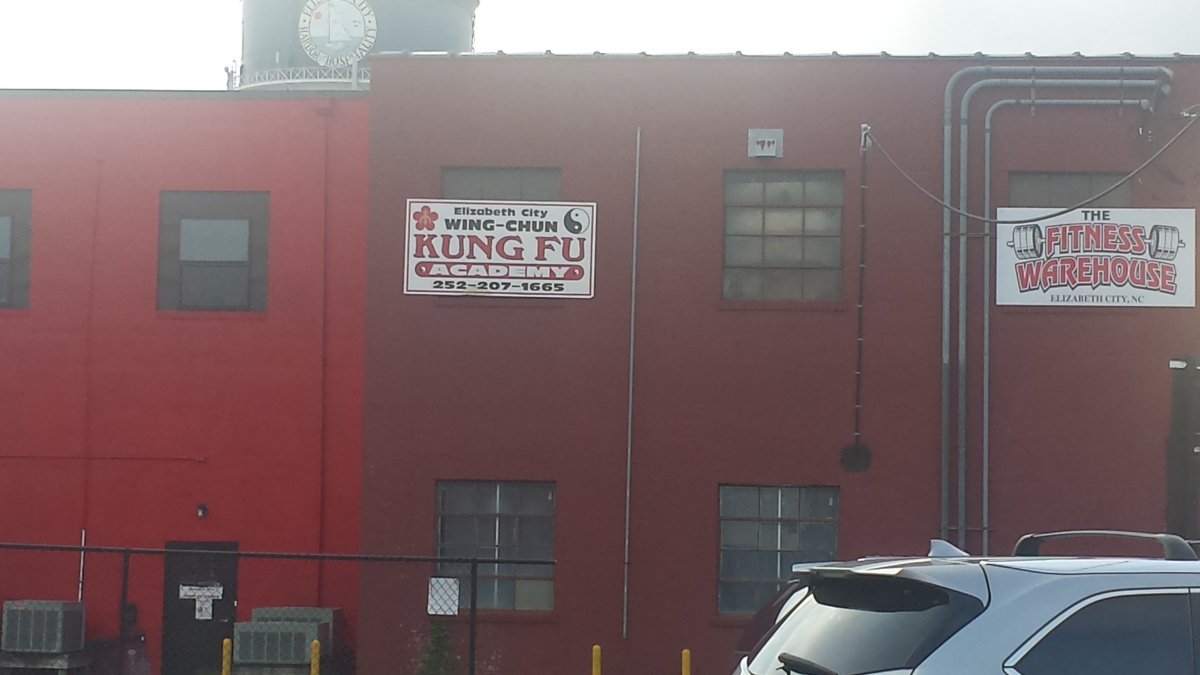 Elizabeth City
WING-CHUN
KUNG FU
ACADEMY
252-207-1665
THE
FITNESS
WAREHOUSE
ELIZABETH CITY, NC